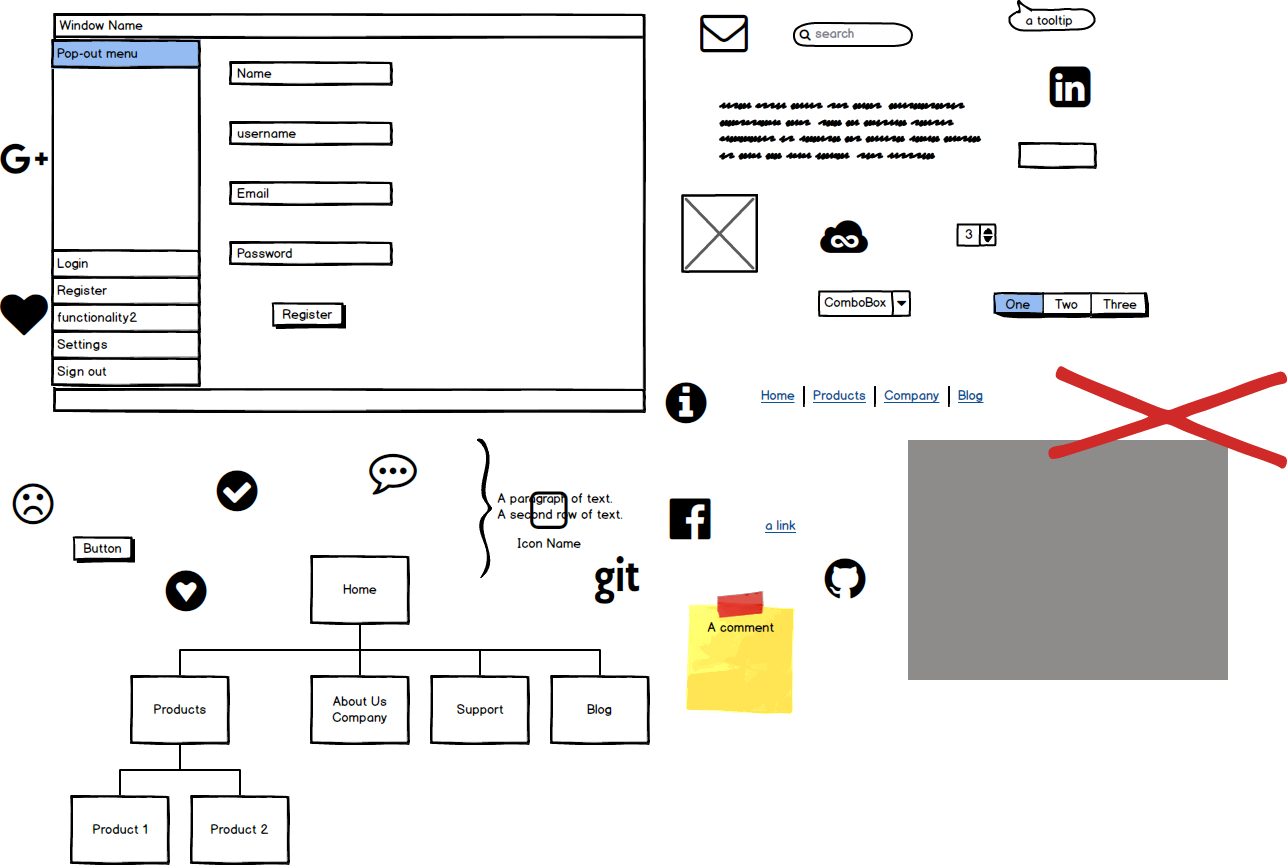 Window Name
Pop-out menu
Name
username
Email
Password
Register
Login
Register
functionality2
Settings
Sign out
G+
search
a tooltip
in
3
ComboBox
One Two Three
i
Home Products Company Blog
A paragraph of text.
A second row of text.
Icon Name
Button
git
f
a link
A comment
Home
Products
About Us
Company
Support
Blog
Product 1
Product 2